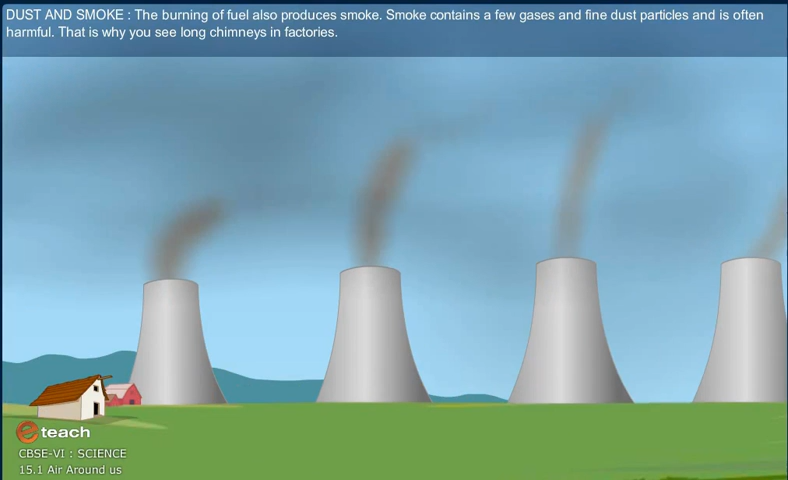 DUST AND SMOKE : The burning of fuel also produces smoke. Smoke contains a few gases and fine dust particles and is often
harmful. That is why you see long chimneys in factories.
eteach
CBSE-VI : SCIENCE
15.1 Air Around us